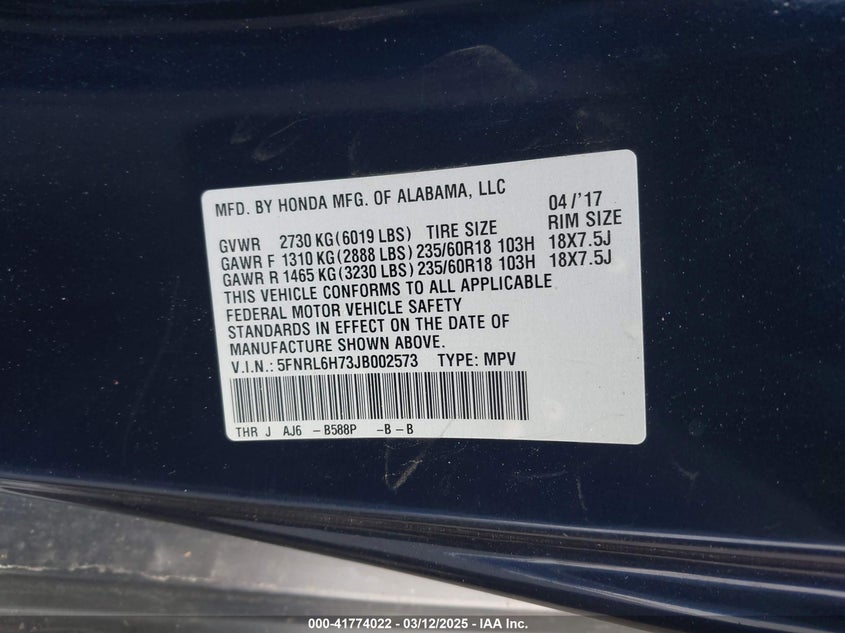 MFD. BY HONDA MFG. OF ALABAMA, LLC 04/'17
GVWR 2730 KG(6019 LBS) TIRE SIZE RIM SIZE
GAWR F 1310 KG(2888 LBS) 235/60R18 103H 18X7.5J
GAWR R 1465 KG(3230 LBS) 235/60R18 103H 18X7.5J
THIS VEHICLE CONFORMS TO ALL APPLICABLE
FEDERAL MOTOR VEHICLE SAFETY
STANDARDS IN EFFECT ON THE DATE OF
MANUFACTURE SHOWN ABOVE.
V.I.N.: 5FNRL6H73JB002573 TYPE: MPV
THR J AJ6 -B588P -B -B
000-41774022 - 03/12/2025 - IAA Inc.